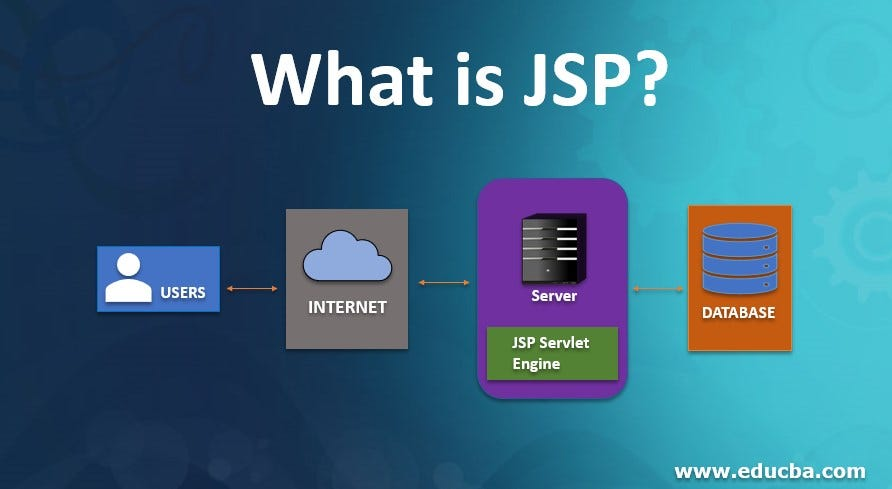 What is JSP?
USERS
INTERNET
Server
JSP Servlet
Engine
DATABASE
www.educba.com